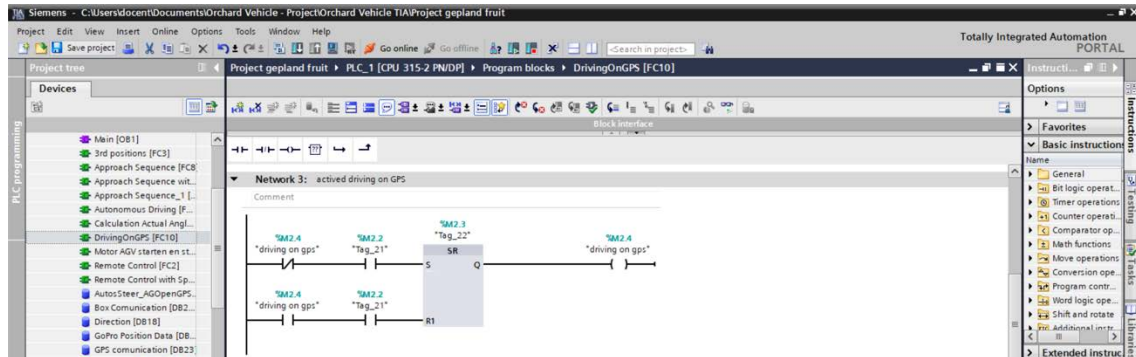 Siemens - C:\Users\docent\Documents\Orchard Vehicle - Project\Orchard Vehicle TIA\Project gepland fruit
Project Edit View Insert Online Options Tools Window Help
Totally Integrated Automation
PORTAL
Save project
Go online
Go offline
<Search in project>
Project tree
Project gepland fruit ▸ PLC_1 [CPU 315-2 PN/DP] ▸ Program blocks ▸ DrivingOnGPS [FC10]
Instructi...
Devices
Options
Block interface
PLC programming
Main [OB1]
3rd positions [FC3]
Approach Sequence [FC8]
Approach Sequence wit...
Approach Sequence_1 [...
Autonomous Driving [F...
Calculation Actual Angl...
DrivingOnGPS [FC10]
Motor AGV starten en st...
Remote Control [FC2]
Remote Control with Sp...
AutosSteer_AGOpenGPS...
Box Comunication [DB2...
Direction [DB18]
GoPro Position Data [DB...
GPS comunication [DB23]
Network 3: actived driving on GPS
Comment
%M2.3
"Tag_22"
%M2.4 %M2.2 SR %M2.4
"driving on gps" "Tag_21" "driving on gps"
S Q
%M2.4 %M2.2
"driving on gps" "Tag_21"
R1
Favorites
Basic instructions
Name
General
Bit logic operat...
Timer operations
Counter operati...
Comparator op...
Math functions
Move operations
Conversion ope...
Program contr...
Word logic ope...
Shift and rotate
Additional instr
Extended instruc
Instructions
Testing
Tasks
Libraries